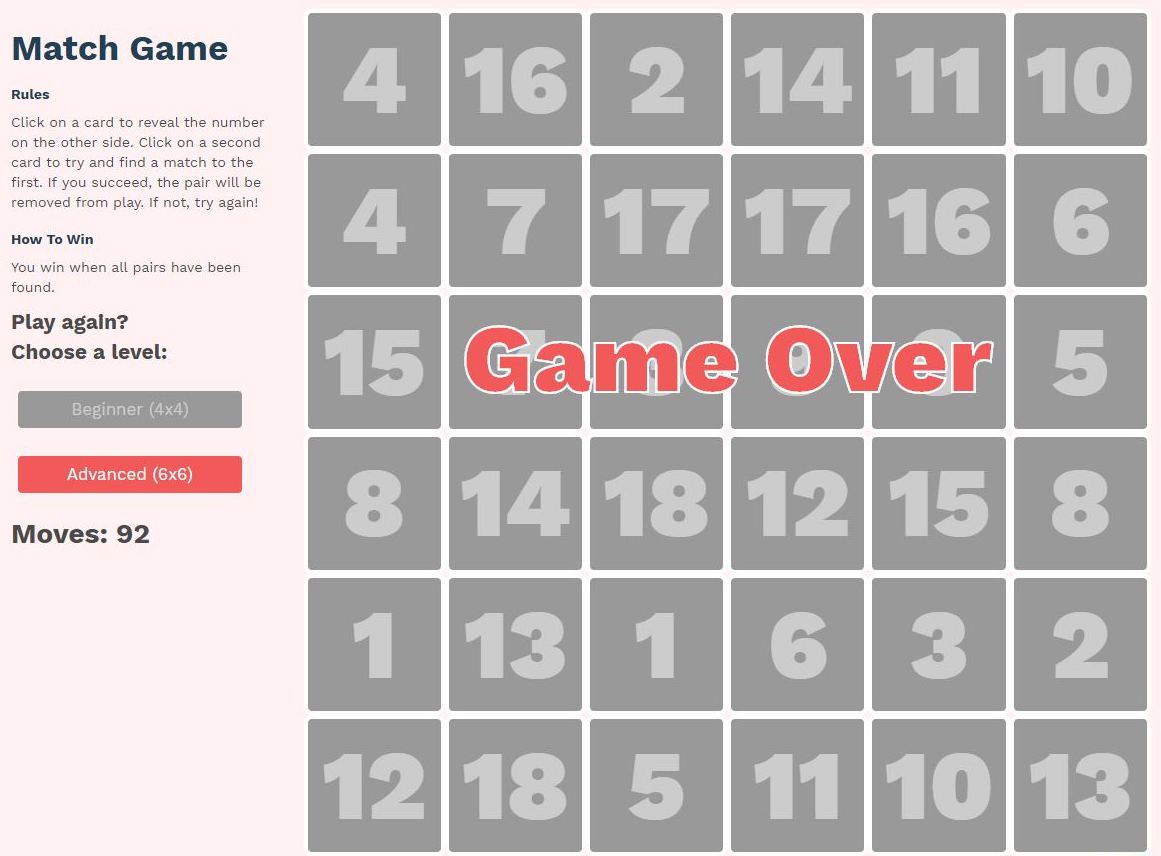 Match Game
Rules
Click on a card to reveal the number
on the other side. Click on a second
card to try and find a match to the
first. If you succeed, the pair will be
removed from play. If not, try again!
How To Win
You win when all pairs have been
found.
Play again?
Choose a level:
Beginner (4x4)
Advanced (6x6)
Moves: 92
4 16 2 14 11 10
4 7 17 17 16 6
15 7 3 9 9 5
Game Over
8 14 18 12 15 8
1 13 1 6 3 2
12 18 5 11 10 13